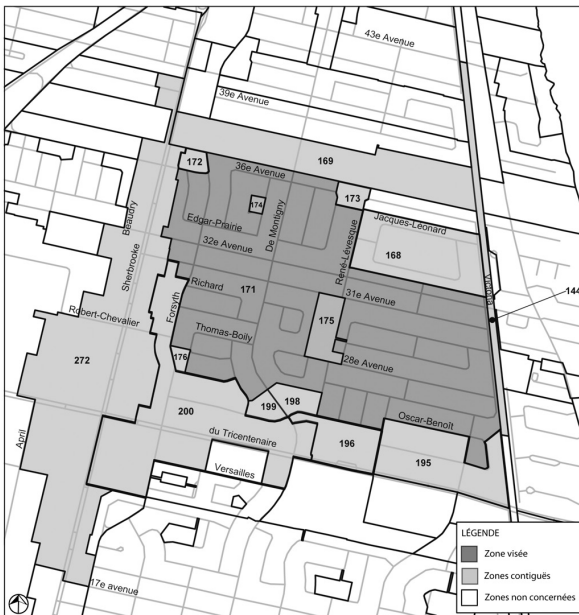 43e Avenue
39e Avenue
169
36e Avenue
172
173
174
Beaudry
Edgar-Prairie
De Montigny
Jacques-Léonard
32e Avenue
René-Lévesque
168
Sherbrooke
Victoria
144
Richard
171
31e Avenue
Forsyth
Robert-Chevalier
175
Thomas-Boily
28e Avenue
272
176
199
198
200
Oscar-Benoît
April
du Tricentenaire
196
195
Versailles
17e avenue
LÉGENDE
Zone visée
Zones contiguës
Zones non concernées